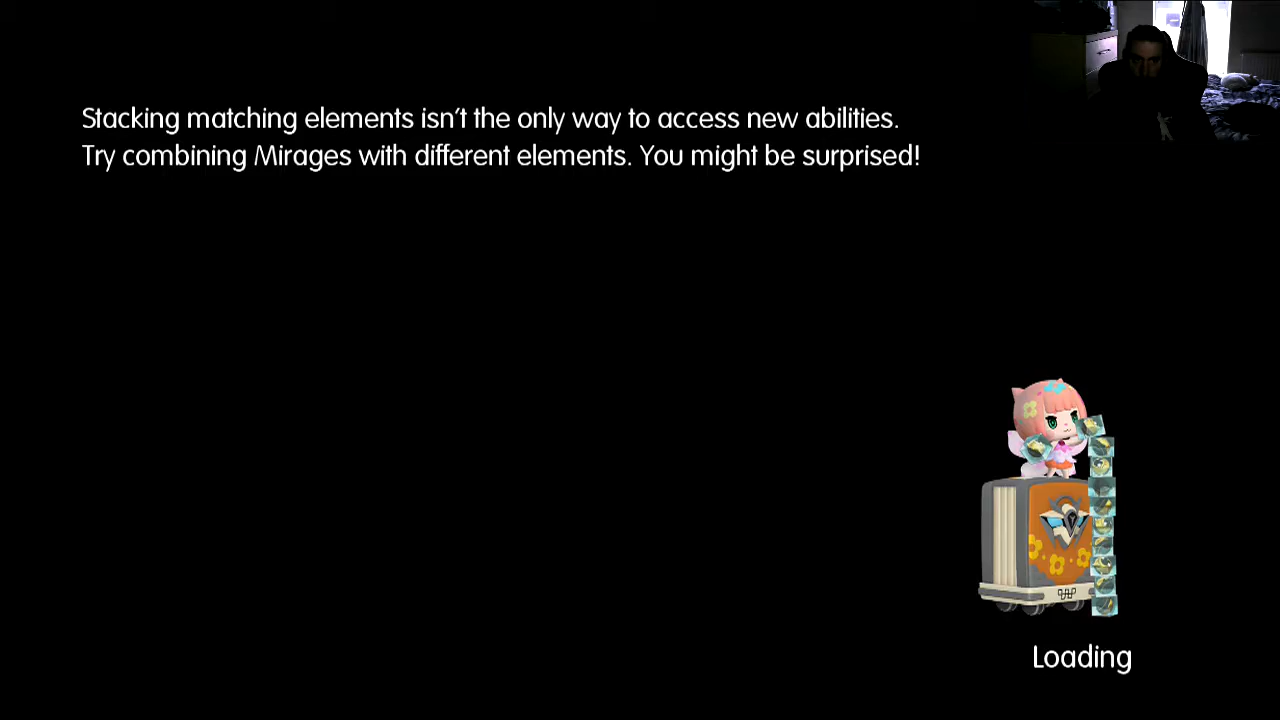 Stacking matching elements isn't the only way to access new abilities.
Try combining Mirages with different elements. You might be surprised!
Loading